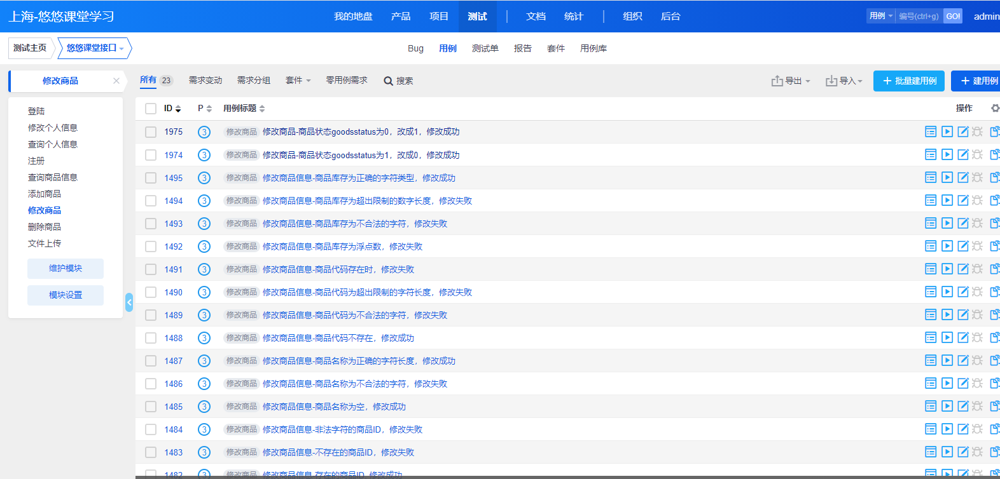 上海-悠悠课堂学习 我的地盘 产品 项目 测试 文档 统计 组织 后台 用例 编号(ctrl+g) GO! admin
测试主页 悠悠课堂接口 Bug 用例 测试单 报告 套件 用例库
修改商品 所有 23 需求变动 需求分组 套件 零用例需求 搜索 导出 导入 批量建用例 建用例
登陆
修改个人信息
查询个人信息
注册
查询商品信息
添加商品
修改商品
删除商品
文件上传
维护模块
模块设置
ID P 用例标题 操作
1975 3 修改商品 修改商品-商品状态goodsstatus为0，改成1，修改成功
1974 3 修改商品 修改商品-商品状态goodsstatus为1，改成0，修改成功
1495 3 修改商品 修改商品信息-商品库存为正确的字符类型，修改成功
1494 3 修改商品 修改商品信息-商品库存为超出限制的数字长度，修改失败
1493 3 修改商品 修改商品信息-商品库存为不合法的字符，修改失败
1492 3 修改商品 修改商品信息-商品库存为浮点数，修改失败
1491 3 修改商品 修改商品信息-商品代码存在时，修改失败
1490 3 修改商品 修改商品信息-商品代码为超出限制的字符长度，修改失败
1489 3 修改商品 修改商品信息-商品代码为不合法的字符，修改失败
1488 3 修改商品 修改商品信息-商品代码不存在，修改成功
1487 3 修改商品 修改商品信息-商品名称为正确的字符长度，修改成功
1486 3 修改商品 修改商品信息-商品名称为不合法的字符，修改失败
1485 3 修改商品 修改商品信息-商品名称为空，修改成功
1484 3 修改商品 修改商品信息-非法字符的商品ID，修改失败
1483 3 修改商品 修改商品信息-不存在的商品ID，修改失败
1482 3 修改商品 修改商品信息-存在的商品ID,修改成功